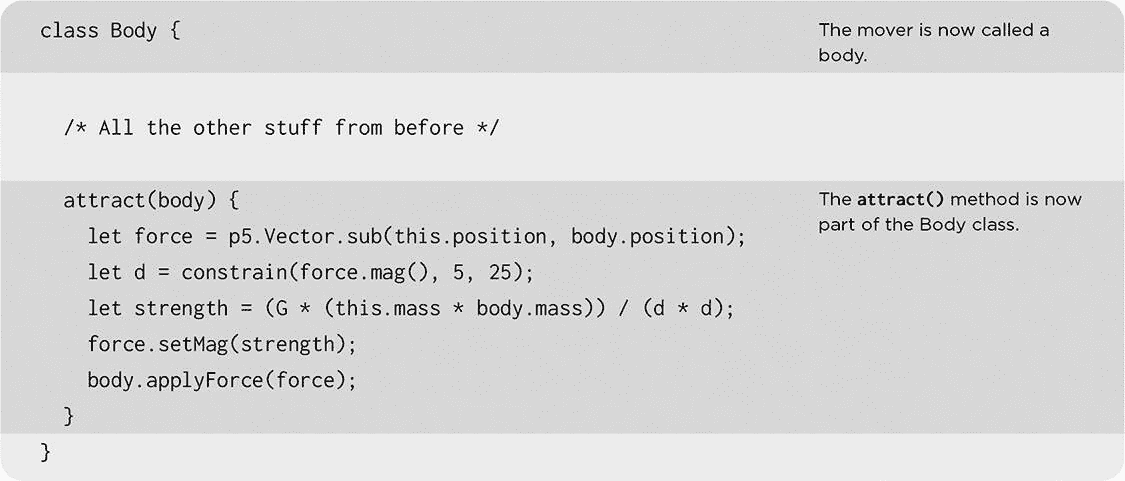 class Body {
The mover is now called a
body.
/* All the other stuff from before */
attract(body) {
The attract() method is now
part of the Body class.
let force = p5.Vector.sub(this.position, body.position);
let d = constrain(force.mag(), 5, 25);
let strength = (G * (this.mass * body.mass)) / (d * d);
force.setMag(strength);
body.applyForce(force);
}
}